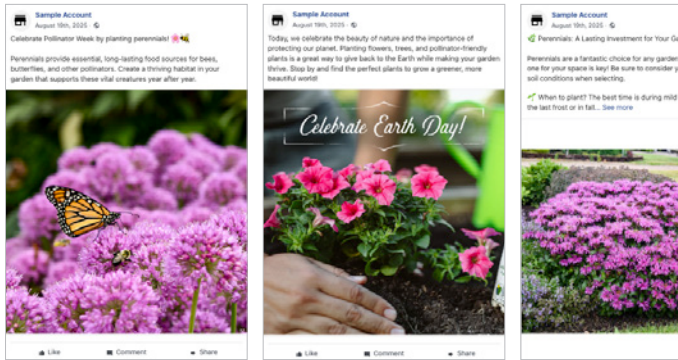 Sample Account
August 19th, 2025
Celebrate Pollinator Week by planting perennials! 🌸🐝
Perennials provide essential, long-lasting food sources for bees,
butterflies, and other pollinators. Create a thriving habitat in your
garden that supports these vital creatures year after year.
Like Comment Share
Sample Account
August 19th, 2025
Today, we celebrate the beauty of nature and the importance of
protecting our planet. Planting flowers, trees, and pollinator-friendly
plants is a great way to give back to the Earth while making your garden
thrive. Stop by and find the perfect plants to grow a greener, more
beautiful world!
Celebrate Earth Day!
Like Comment Share
Sample Account
August 19th, 2025
🌿 Perennials: A Lasting Investment for Your Ga
Perennials are a fantastic choice for any garden
one for your space is key! Be sure to consider y
soil conditions when selecting.
🌱 When to plant? The best time is during mild
the last frost or in fall... See more